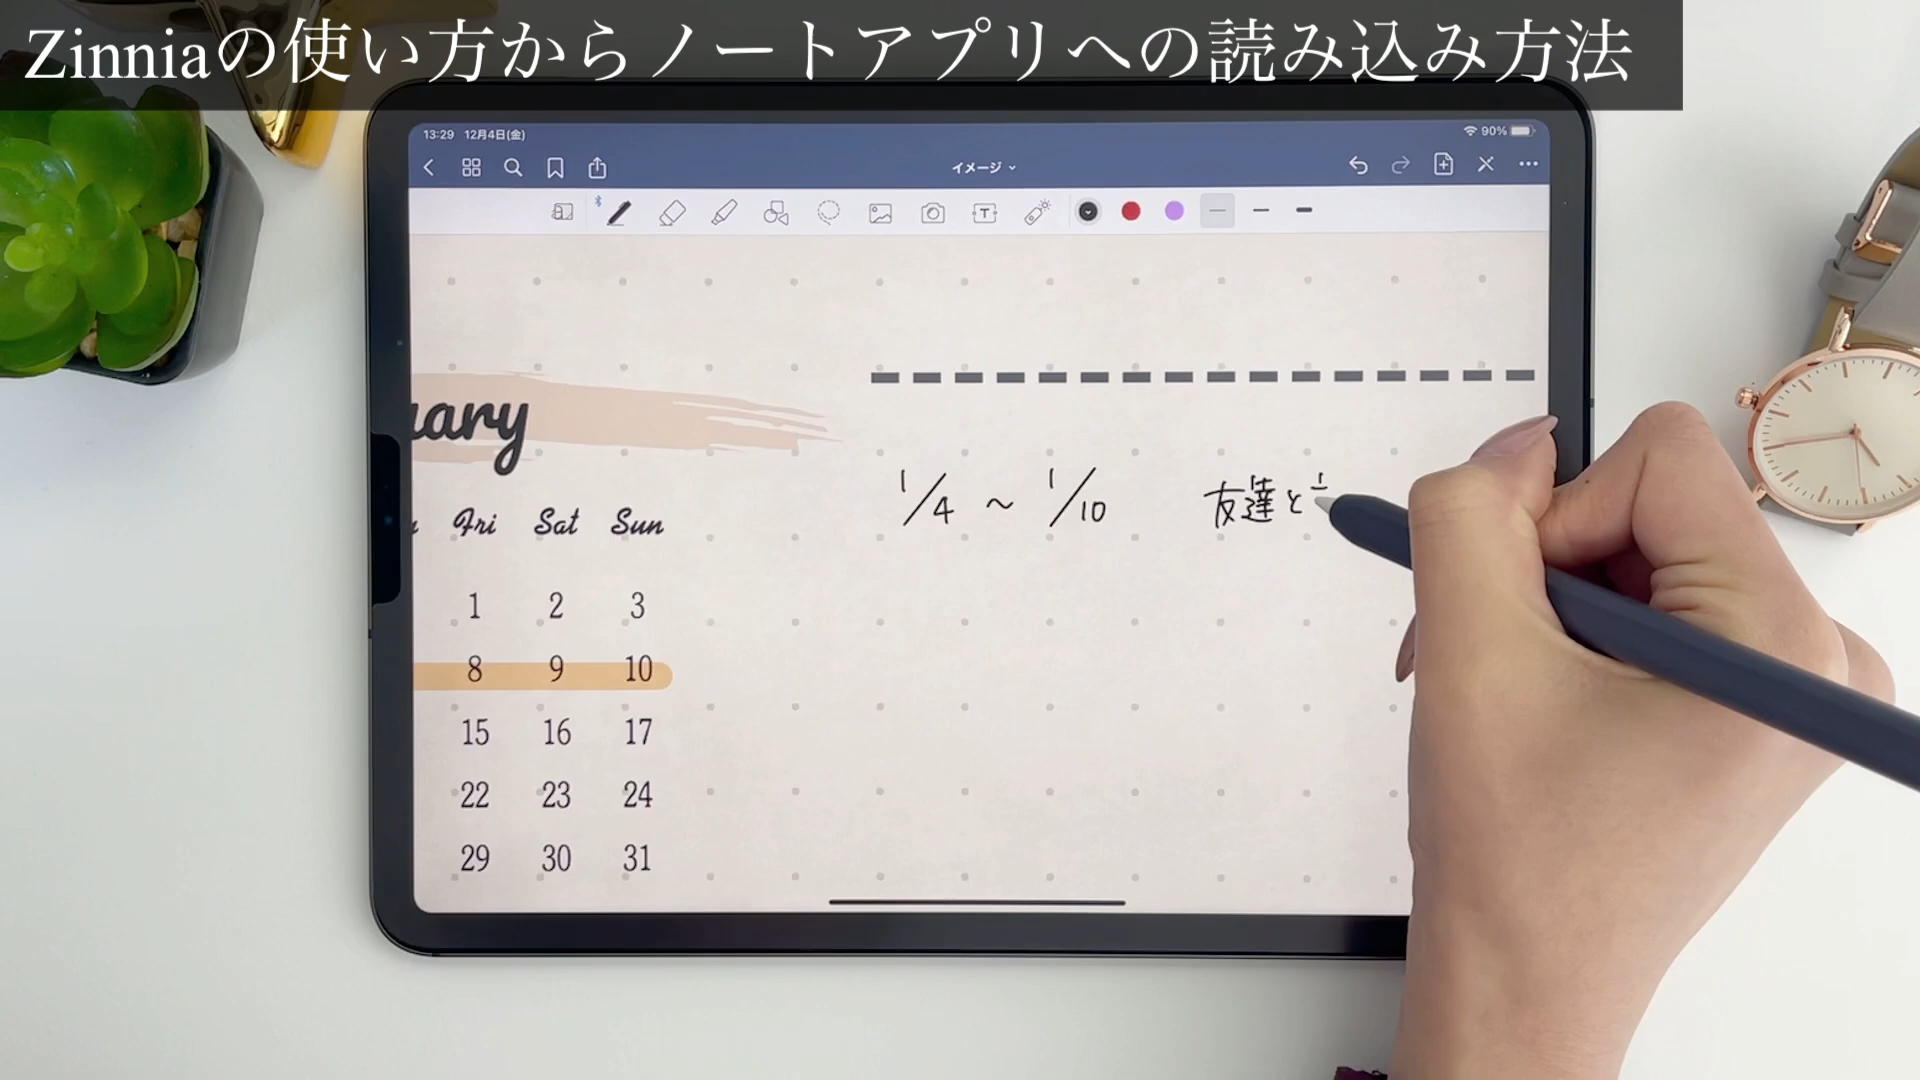 Zinniaの使い方からノートアプリへの読み込み方法
13:29 12月4日(金)
90%
イメージ
T
uary
1/4 ~ 1/10 友達と
Fri Sat Sun
1 2 3
8 9 10
15 16 17
22 23 24
29 30 31